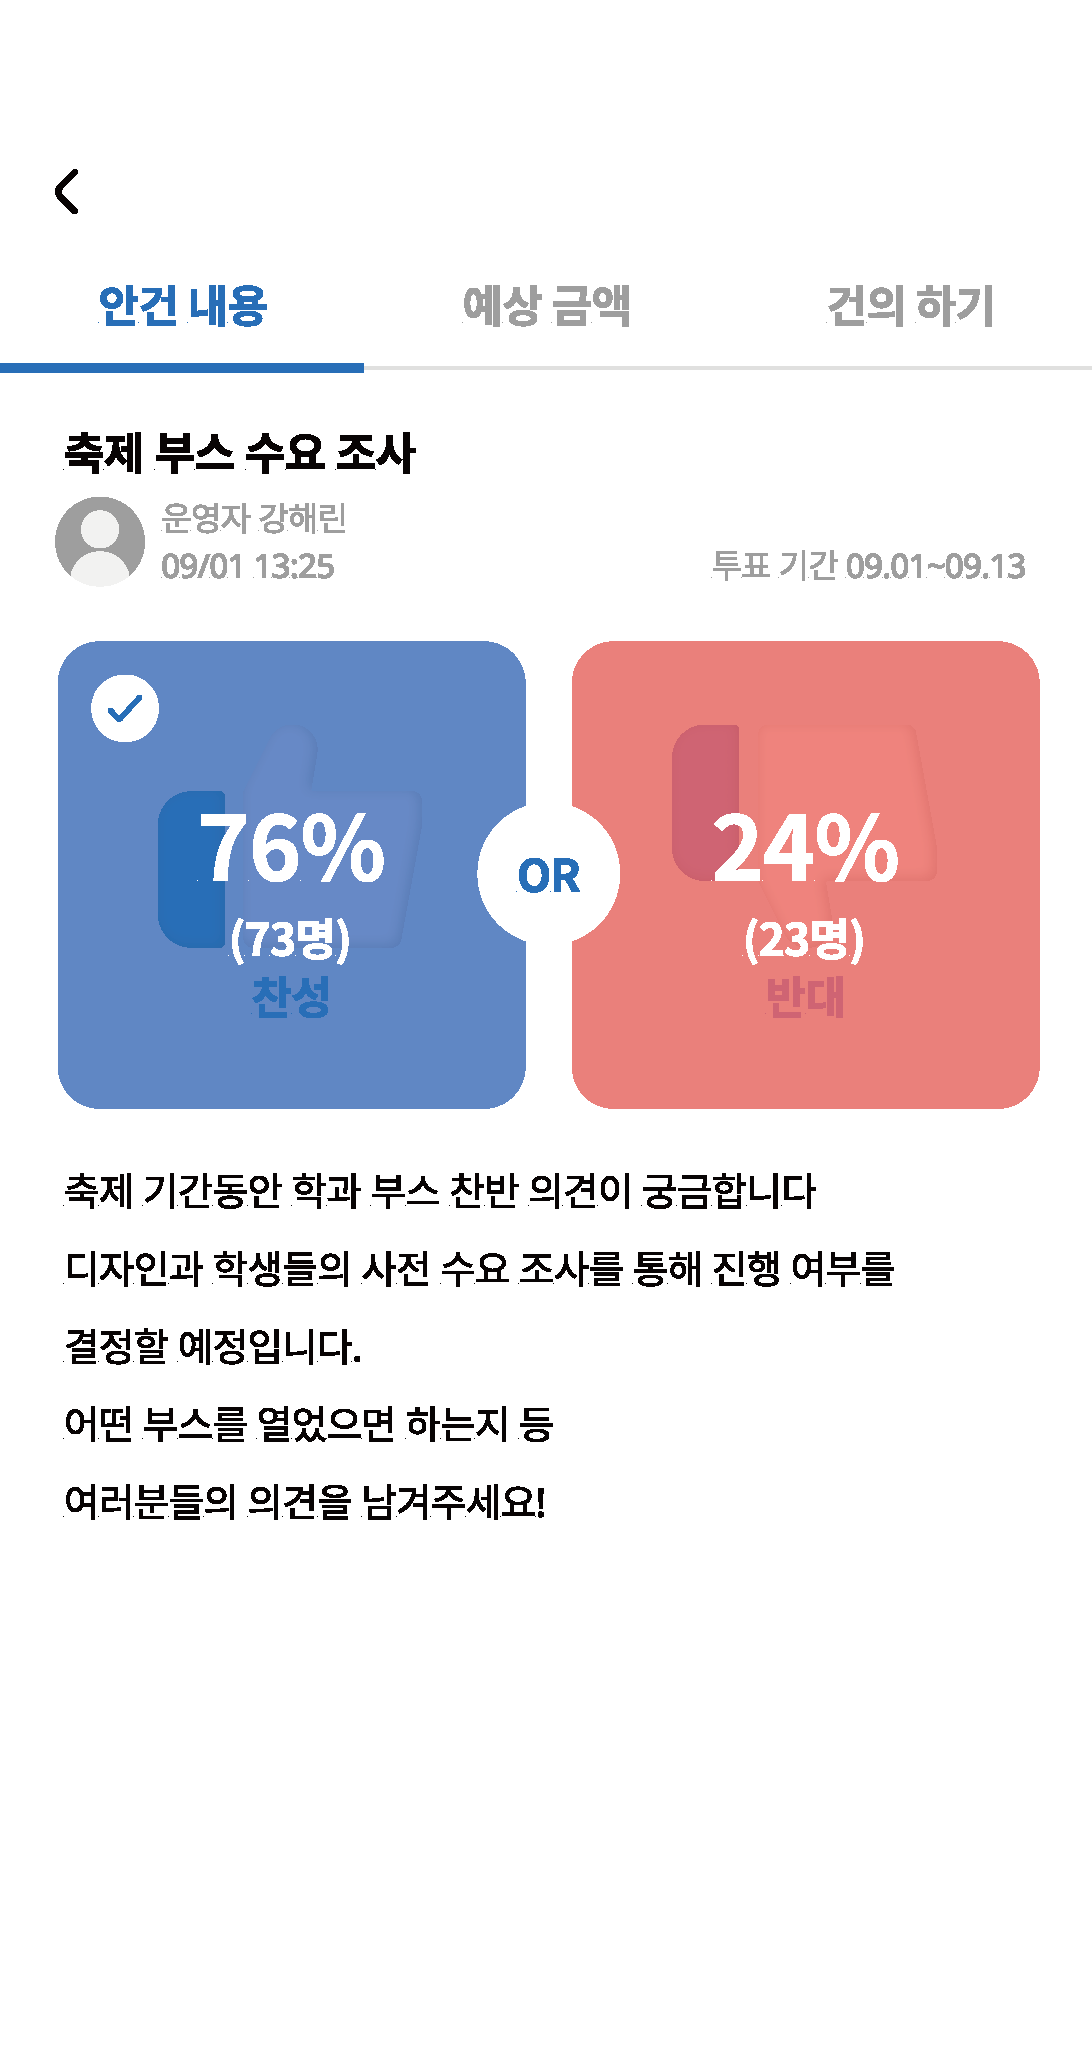 안건 내용 예상 금액 건의 하기
축제 부스 수요 조사
운영자 강해린
09/01 13:25
투표 기간 09.01~09.13
76%
(73명)
찬성
OR
24%
(23명)
반대
축제 기간동안 학과 부스 찬반 의견이 궁금합니다
디자인과 학생들의 사전 수요 조사를 통해 진행 여부를
결정할 예정입니다.
어떤 부스를 열었으면 하는지 등
여러분들의 의견을 남겨주세요!